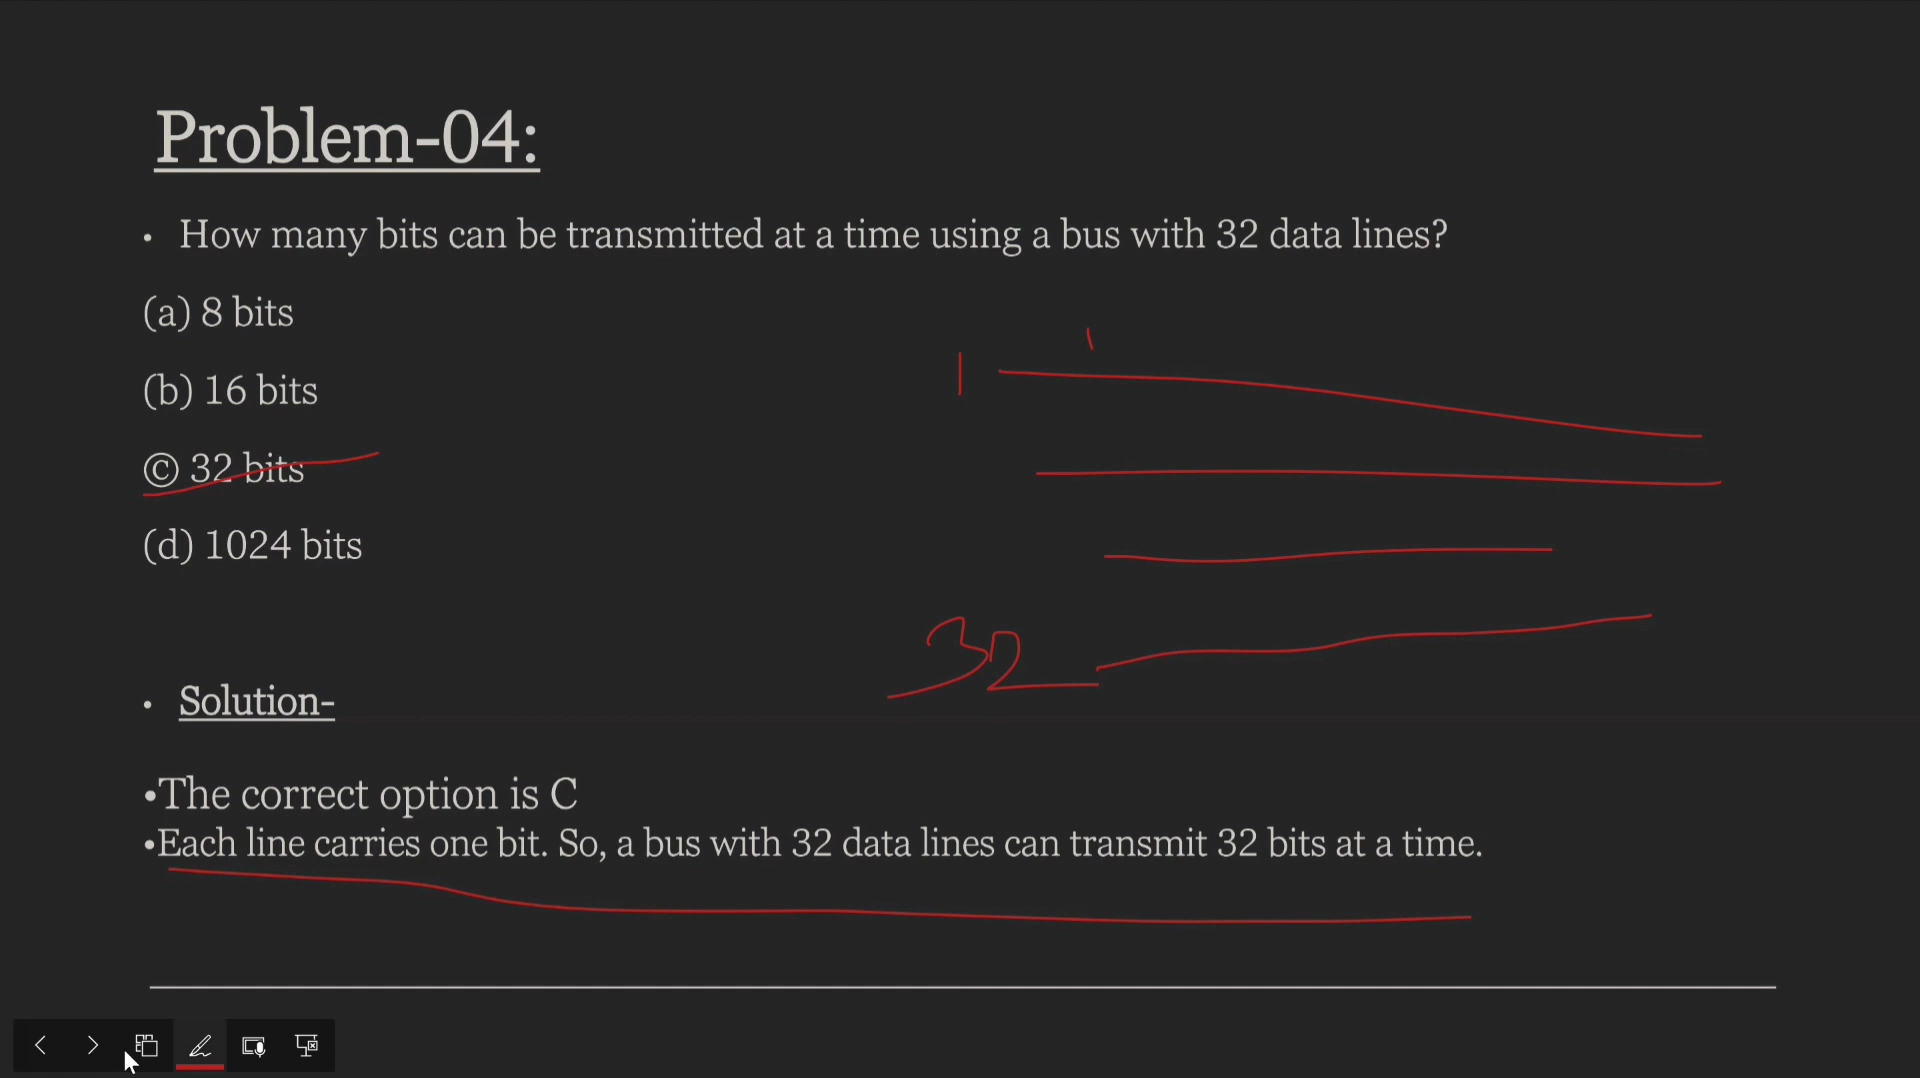 Problem-04:
• How many bits can be transmitted at a time using a bus with 32 data lines?
(a) 8 bits
(b) 16 bits
© 32 bits
(d) 1024 bits
1
32
• Solution-
•The correct option is C
•Each line carries one bit. So, a bus with 32 data lines can transmit 32 bits at a time.